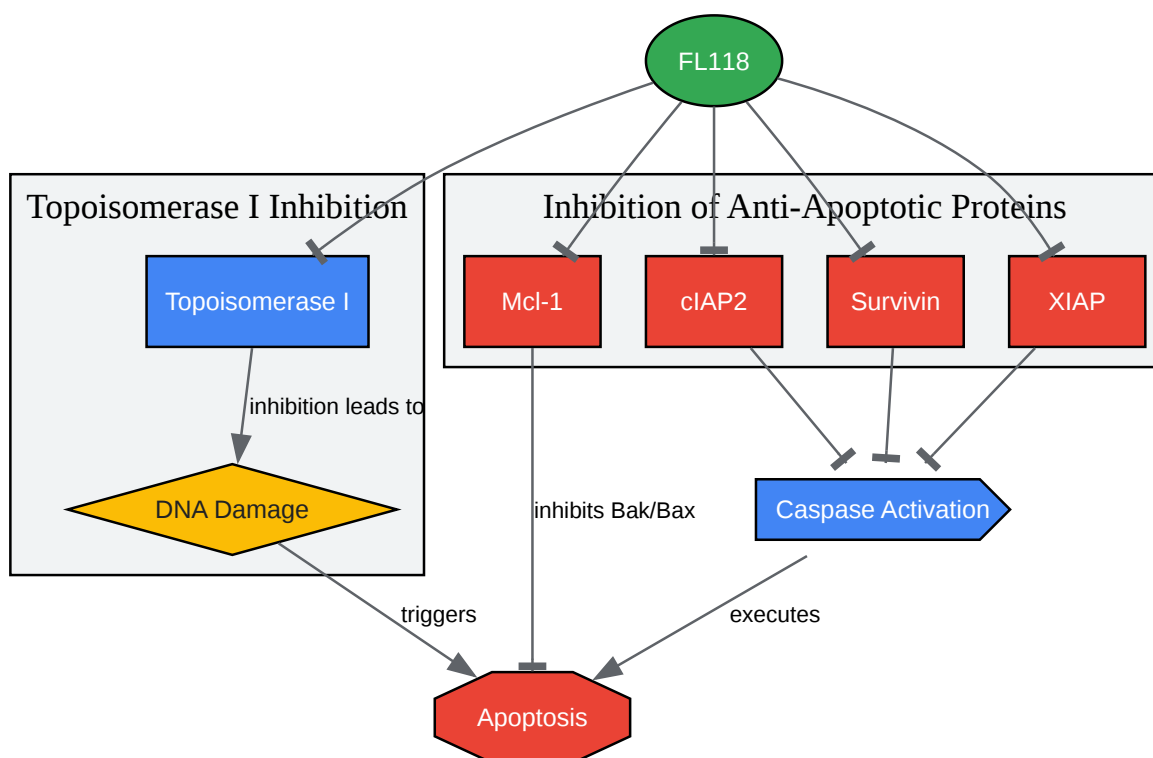 FL118
Topoisomerase I Inhibition
Inhibition of Anti-Apoptotic Proteins
Topoisomerase I
Mcl-1
cIAP2
Survivin
XIAP
inhibition leads to
DNA Damage
inhibits Bak/Bax
Caspase Activation
triggers
executes
Apoptosis